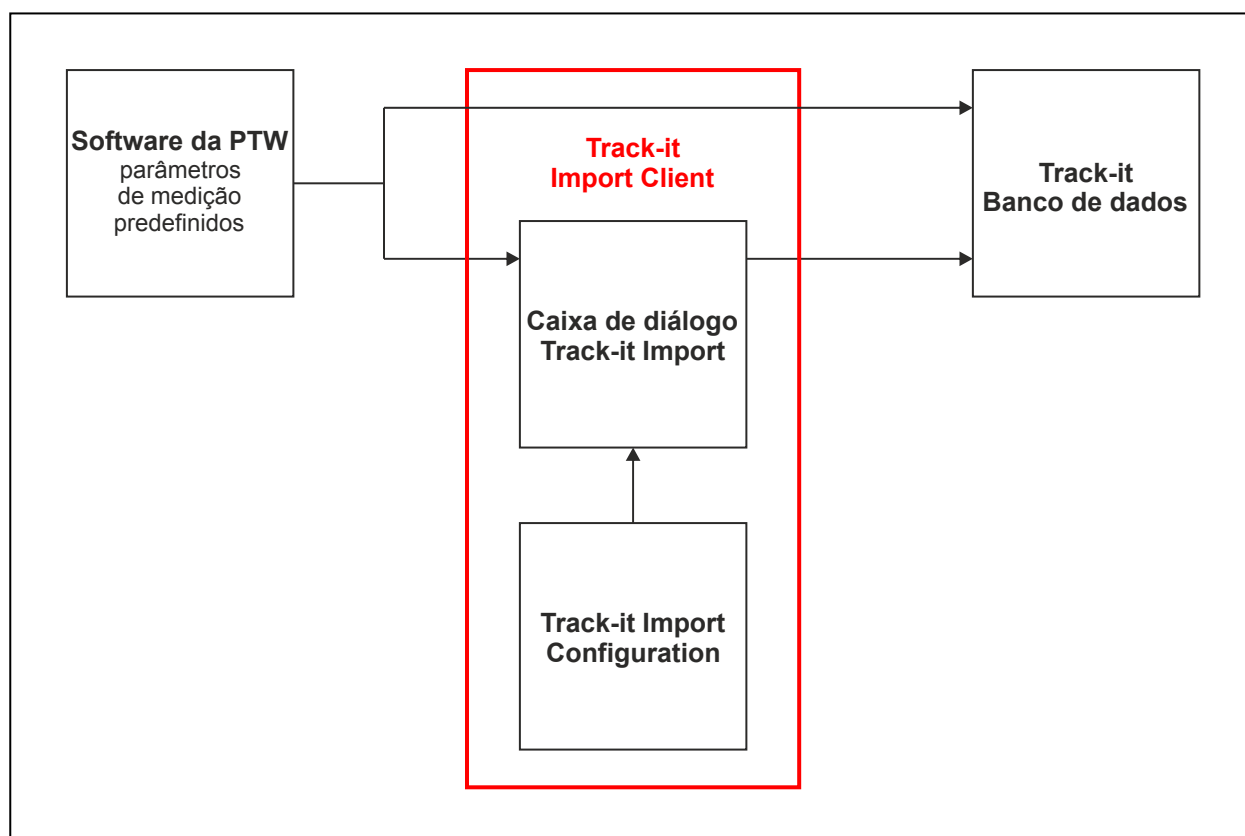 Software da PTW
parâmetros
de medição
predefinidos
Track-it
Import Client
Track-it
Banco de dados
Caixa de diálogo
Track-it Import
Track-it Import
Configuration